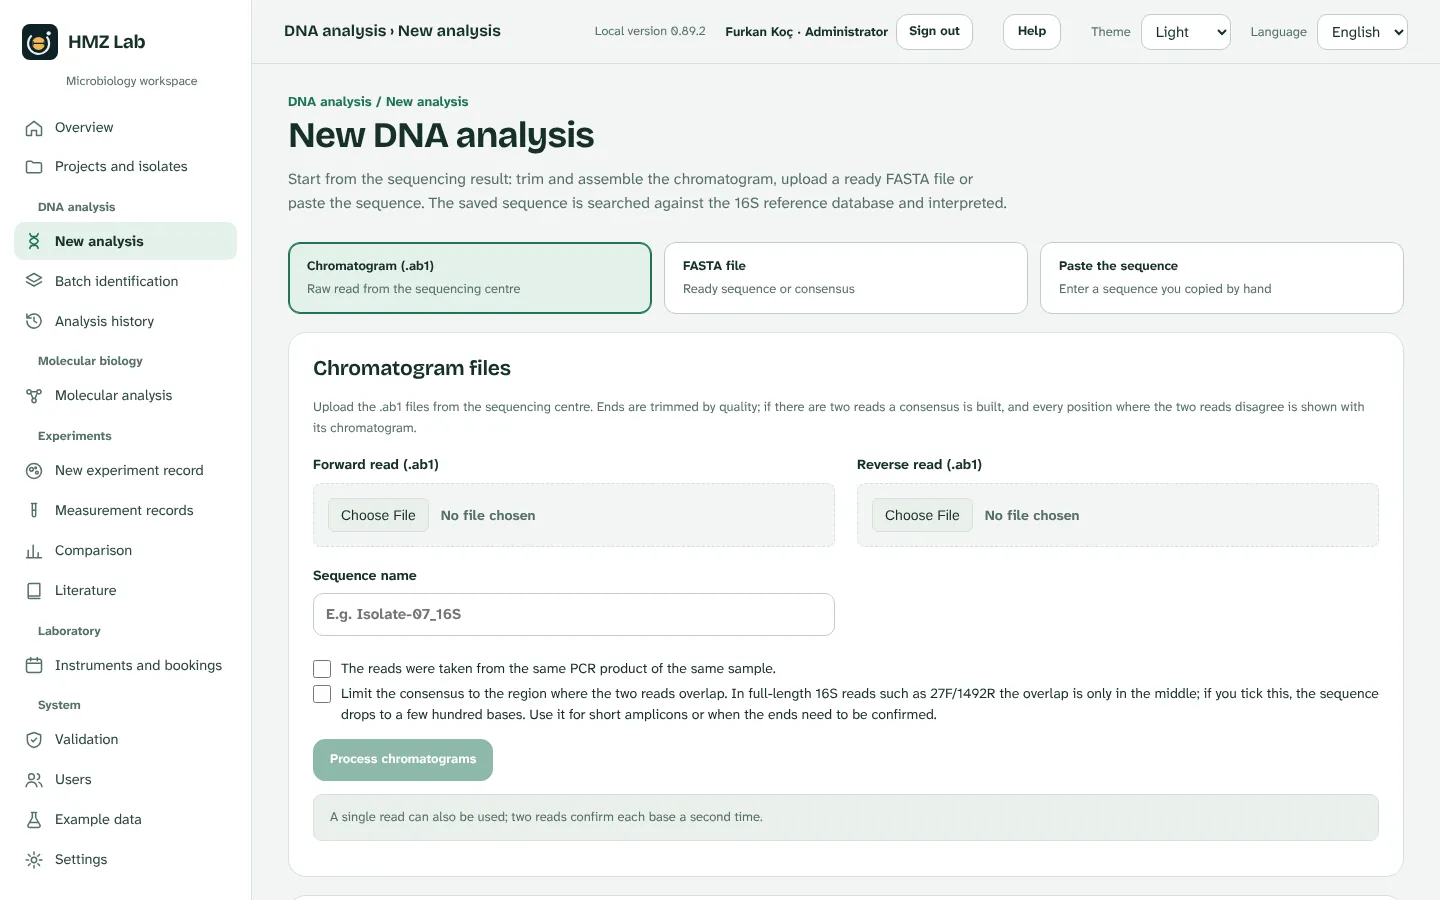 HMZ Lab
Microbiology workspace
Overview
Projects and isolates
DNA analysis
New analysis
Batch identification
Analysis history
Molecular biology
Molecular analysis
Experiments
New experiment record
Measurement records
Comparison
Literature
Laboratory
Instruments and bookings
System
Validation
Users
Example data
Settings
DNA analysis › New analysis
Local version 0.89.2
Furkan Koç · Administrator
Sign out
Help
Theme
Light
Language
English
DNA analysis / New analysis
New DNA analysis
Start from the sequencing result: trim and assemble the chromatogram, upload a ready FASTA file or
paste the sequence. The saved sequence is searched against the 16S reference database and interpreted.
Chromatogram (.ab1)
Raw read from the sequencing centre
FASTA file
Ready sequence or consensus
Paste the sequence
Enter a sequence you copied by hand
Chromatogram files
Upload the .ab1 files from the sequencing centre. Ends are trimmed by quality; if there are two reads a consensus is built, and every position where the two reads disagree is shown with
its chromatogram.
Forward read (.ab1)
Choose File No file chosen
Reverse read (.ab1)
Choose File No file chosen
Sequence name
E.g. Isolate-07_16S
The reads were taken from the same PCR product of the same sample.
Limit the consensus to the region where the two reads overlap. In full-length 16S reads such as 27F/1492R the overlap is only in the middle; if you tick this, the sequence
drops to a few hundred bases. Use it for short amplicons or when the ends need to be confirmed.
Process chromatograms
A single read can also be used; two reads confirm each base a second time.